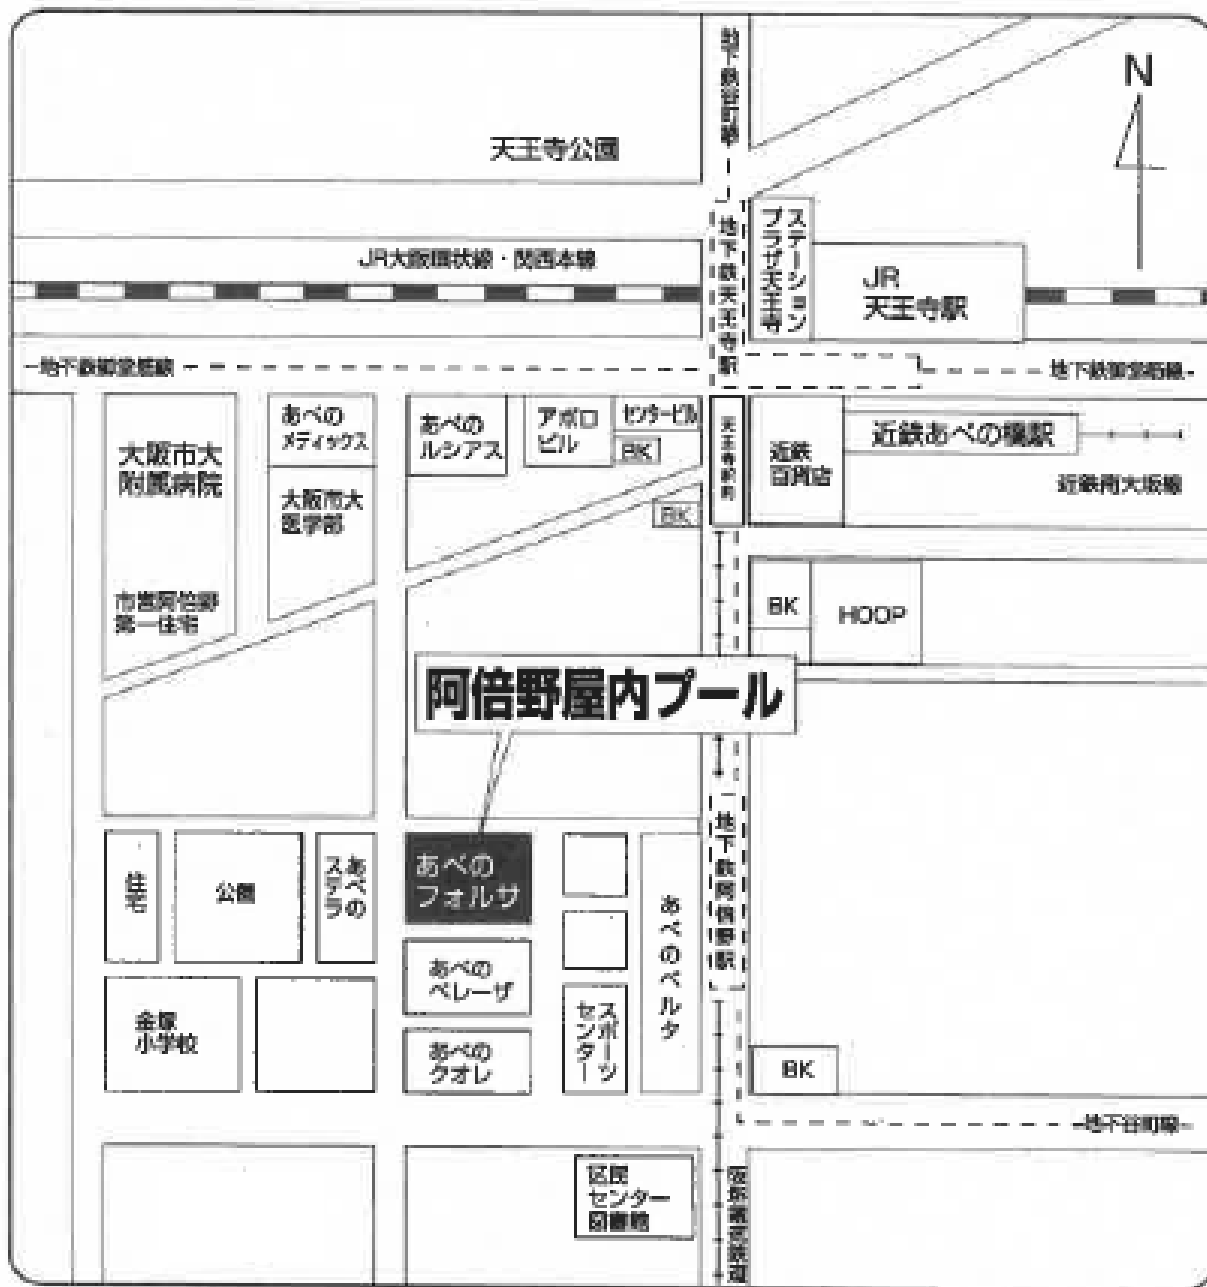 地下鉄谷町線
N
天王寺公園
地下鉄天王寺駅
ステーション
プラザ天王寺
JR大阪環状線・関西本線
JR
天王寺駅
地下鉄御堂筋線
地下鉄御堂筋線
大阪市大
附属病院
あべの
メディックス
あべの
ルシアス
アポロ
ビル
センタービル
BK
天王寺駅前
近鉄
百貨店
近鉄あべの橋駅
近鉄南大阪線
大阪市大
医学部
BK
市営阿倍野
第一住宅
BK
HOOP
阿倍野屋内プール
住宅
公園
あべの
ステラ
あべの
フォルサ
あべのベルタ
地下鉄阿倍野駅
あべの
ベレーザ
金塚
小学校
あべの
クオレ
スポーツ
センター
BK
地下谷町線
区民
センター
図書館
阪堺電気軌道